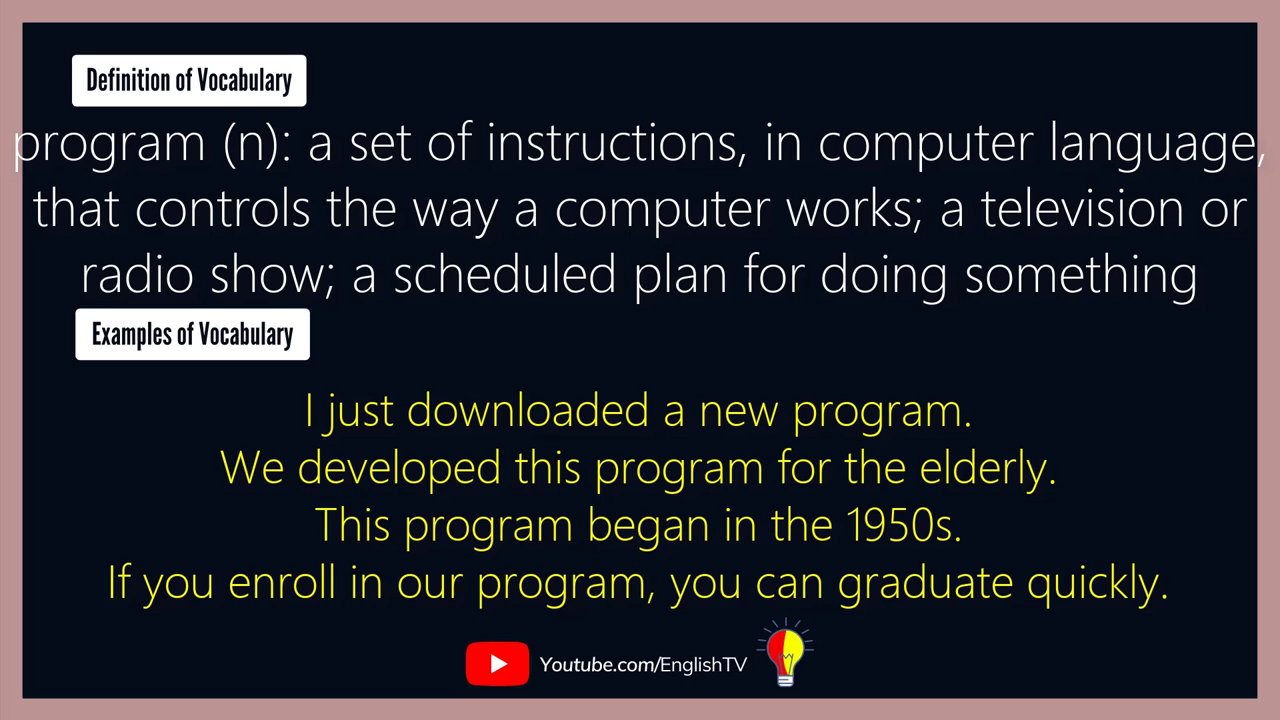 Definition of Vocabulary
program (n): a set of instructions, in computer language,
that controls the way a computer works; a television or
radio show; a scheduled plan for doing something
Examples of Vocabulary
I just downloaded a new program.
We developed this program for the elderly.
This program began in the 1950s.
If you enroll in our program, you can graduate quickly.
Youtube.com/EnglishTV